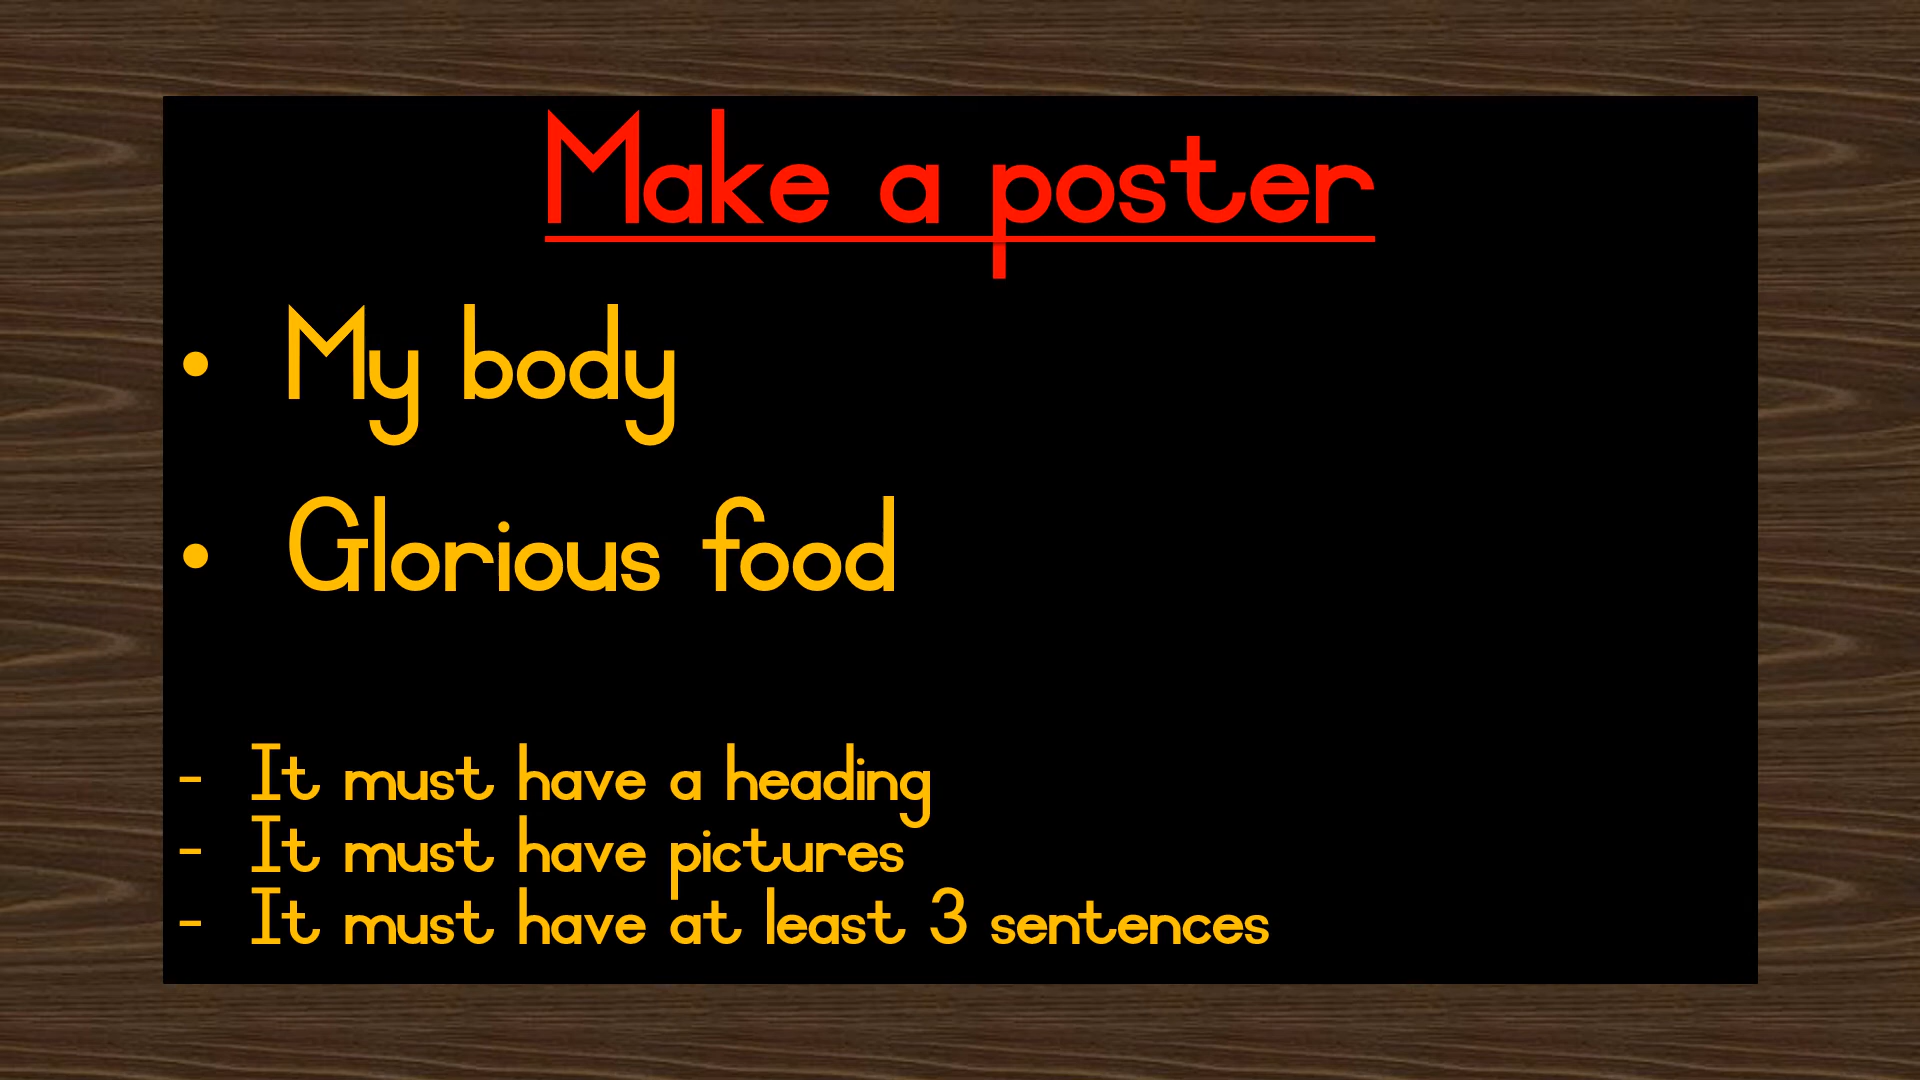 Make a poster
• My body
• Glorious food
- It must have a heading
- It must have pictures
- It must have at least 3 sentences